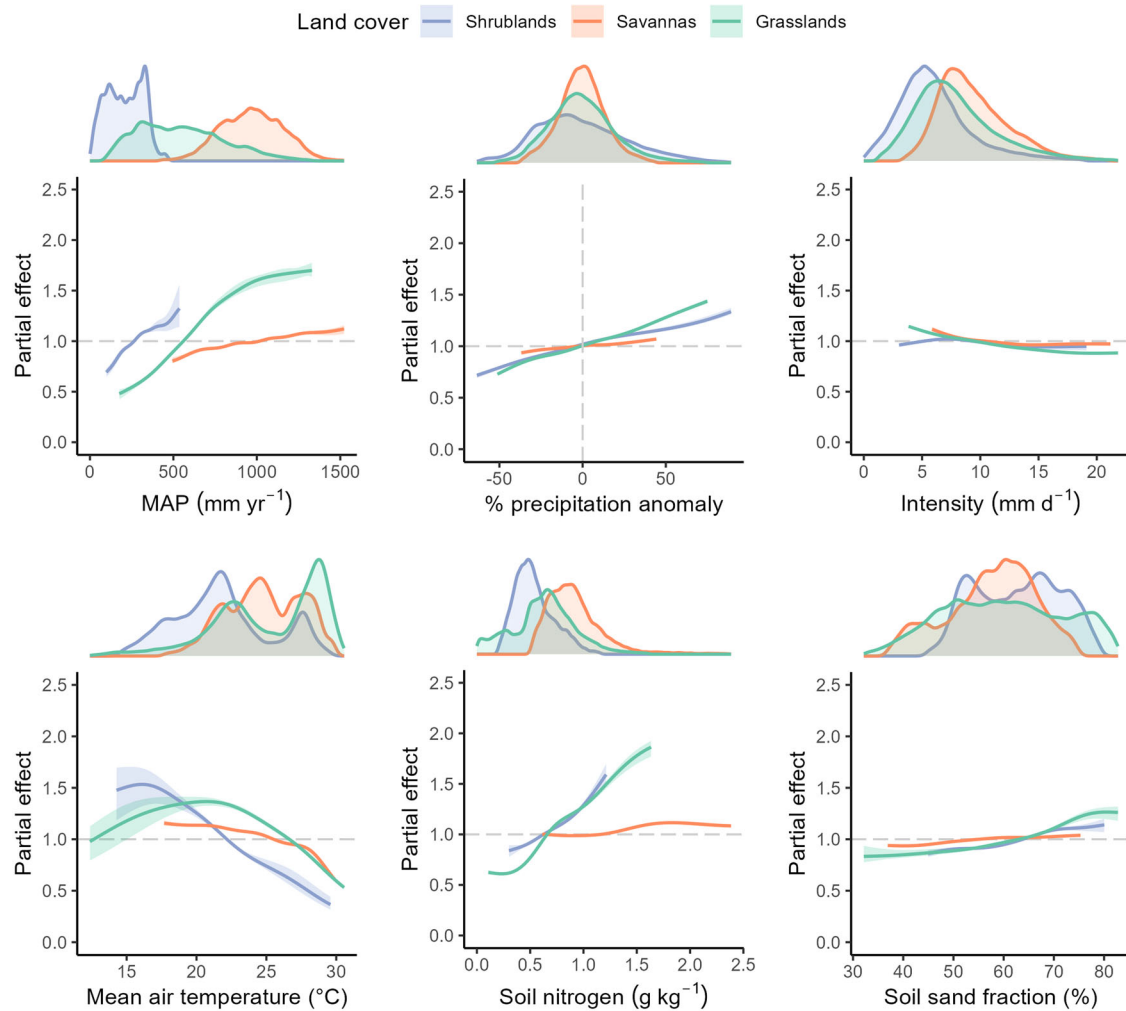 Land cover Shrublands Savannas Grasslands
Partial effect
2.5
2.0
1.5
1.0
0.5
0.0
0 500 1000 1500
MAP (mm yr⁻¹)
Partial effect
2.5
2.0
1.5
1.0
0.5
0.0
-50 0 50
% precipitation anomaly
Partial effect
2.5
2.0
1.5
1.0
0.5
0.0
0 5 10 15 20
Intensity (mm d⁻¹)
Partial effect
2.5
2.0
1.5
1.0
0.5
0.0
15 20 25 30
Mean air temperature (°C)
Partial effect
2.5
2.0
1.5
1.0
0.5
0.0
0.0 0.5 1.0 1.5 2.0 2.5
Soil nitrogen (g kg⁻¹)
Partial effect
2.5
2.0
1.5
1.0
0.5
0.0
30 40 50 60 70 80
Soil sand fraction (%)